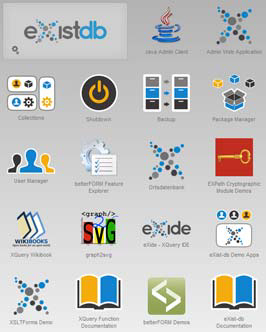 eXistdb
Java Admin Client
Admin Web Application
Collections
Shutdown
Backup
Package Manager
User Manager
betterFORM Feature
Explorer
Ortsdatenbank
EXPath Cryptographic
Module Demos
WIKIBOOKS
<graph/>
SVG
eXide
XQuery Wikibook
graph2svg
eXide - XQuery IDE
eXist-db Demo Apps
XSLTForms Demo
XQuery Function
Documentation
betterFORM Demos
eXist-db
Documentation